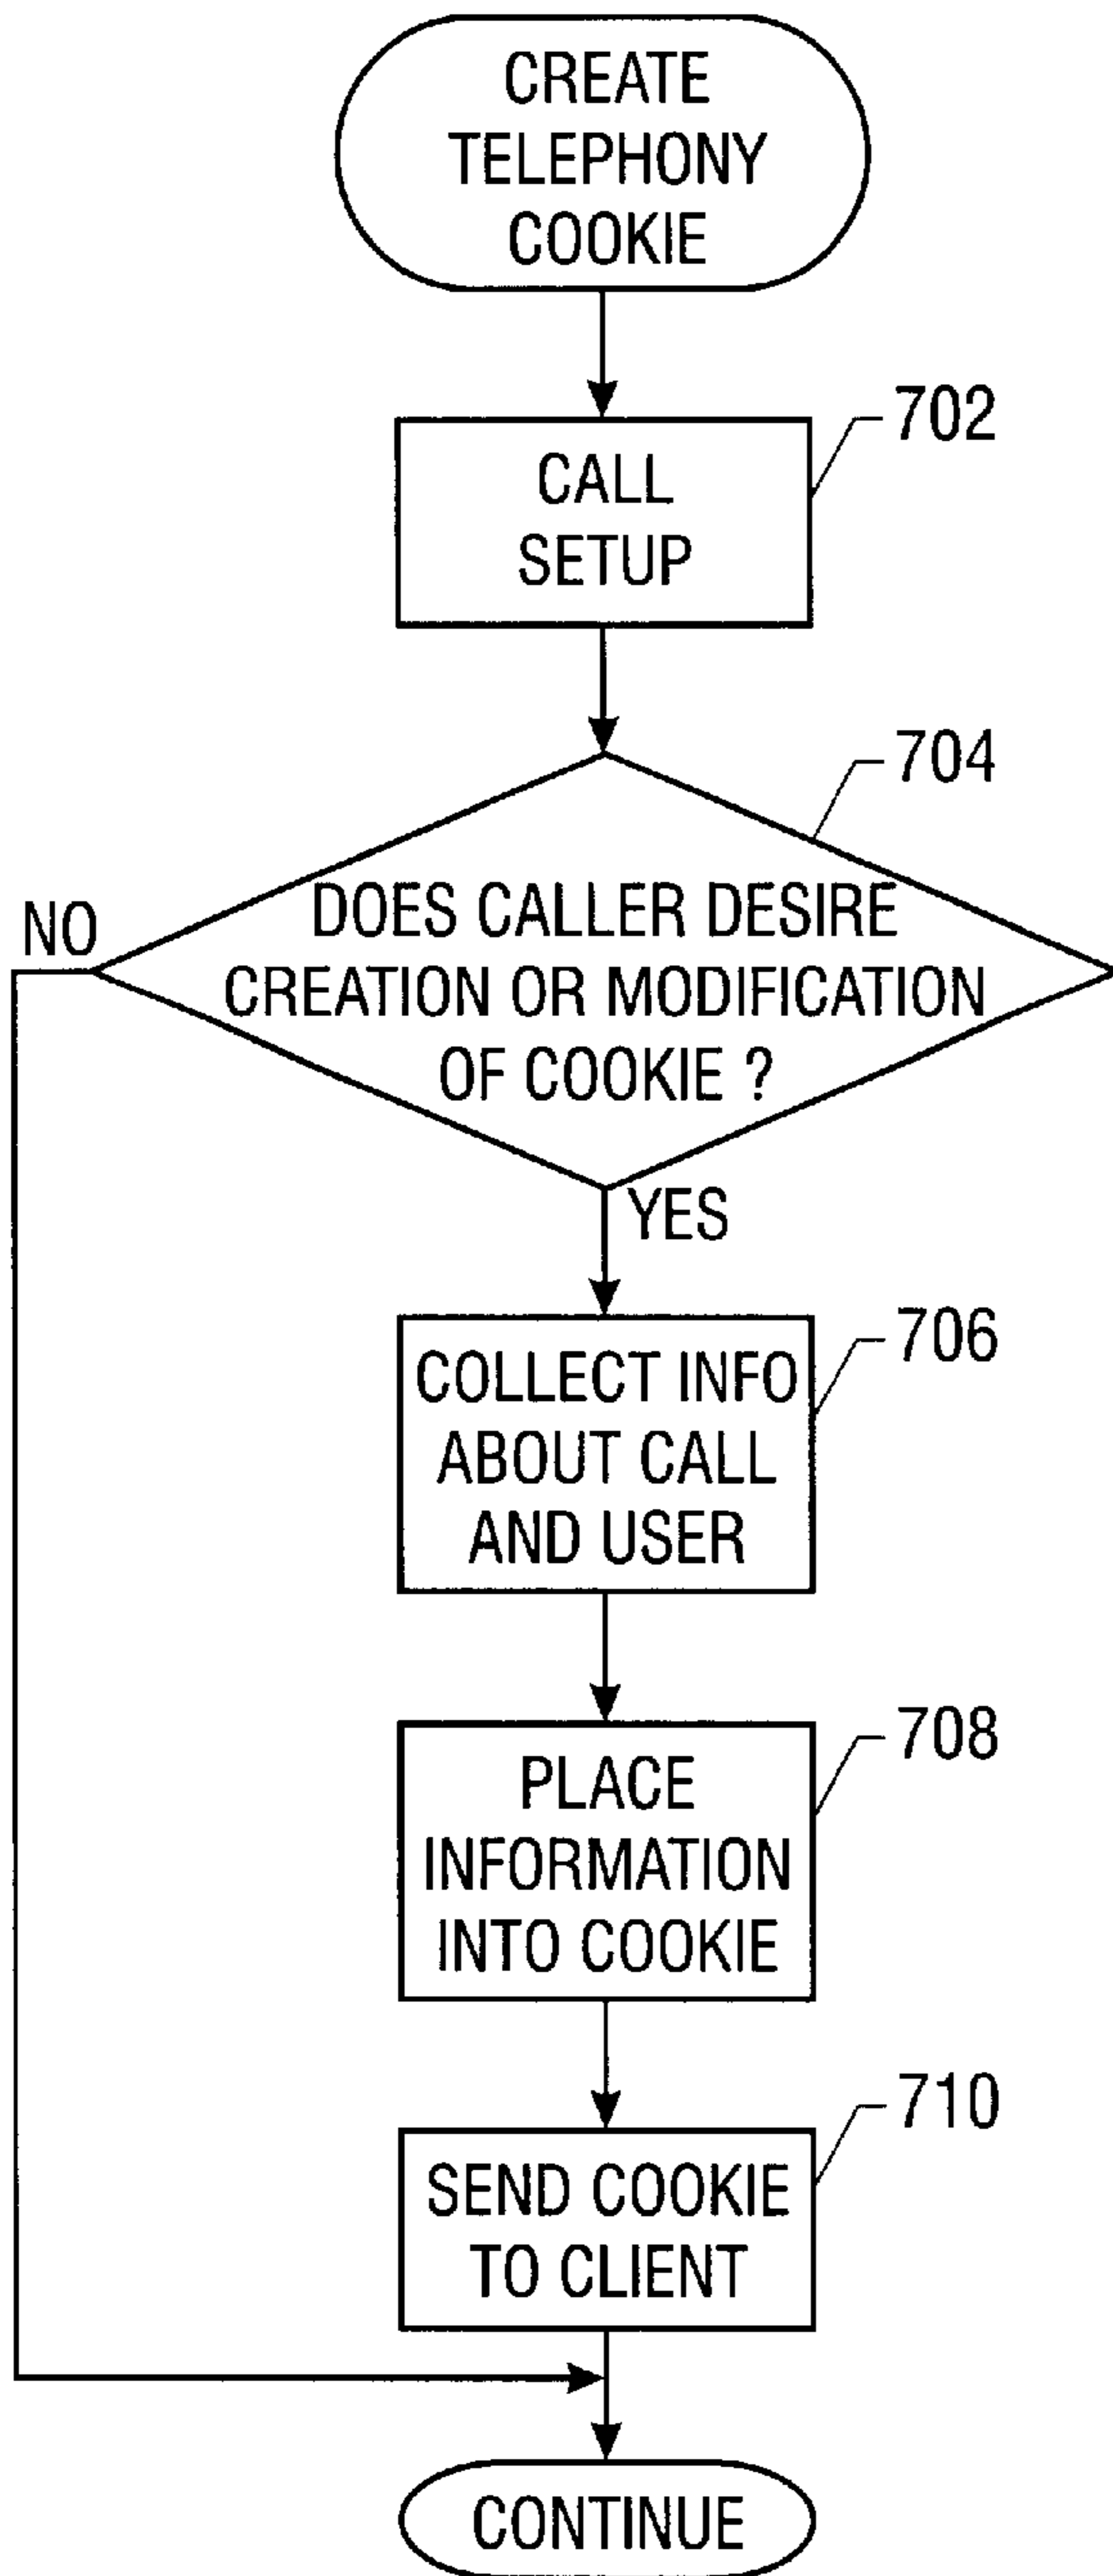 CREATE
TELEPHONY
COOKIE
702
CALL
SETUP
704
NO
DOES CALLER DESIRE
CREATION OR MODIFICATION
OF COOKIE ?
YES
706
COLLECT INFO
ABOUT CALL
AND USER
708
PLACE
INFORMATION
INTO COOKIE
710
SEND COOKIE
TO CLIENT
CONTINUE